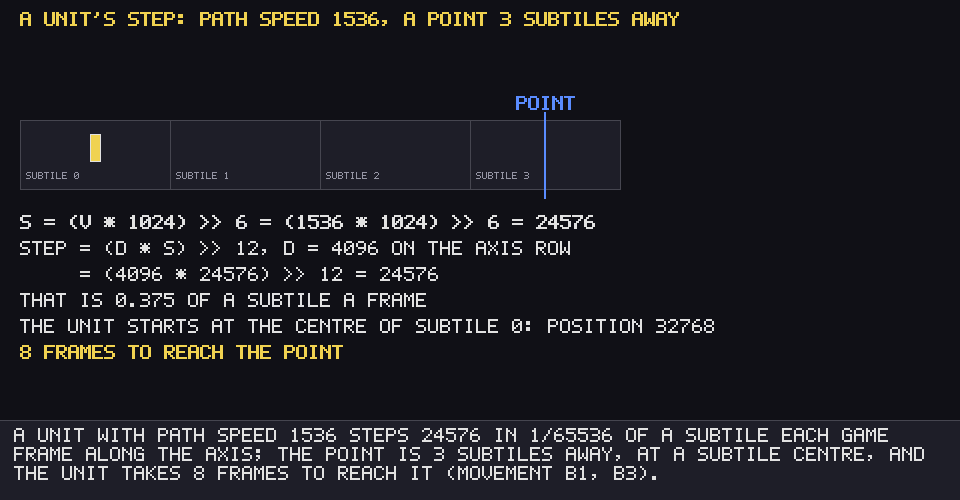 A UNIT'S STEP: PATH SPEED 1536, A POINT 3 SUBTILES AWAY
POINT
SUBTILE 0
SUBTILE 1
SUBTILE 2
SUBTILE 3
S = (V * 1024) >> 6 = (1536 * 1024) >> 6 = 24576
STEP = (D * S) >> 12, D = 4096 ON THE AXIS ROW
= (4096 * 24576) >> 12 = 24576
THAT IS 0.375 OF A SUBTILE A FRAME
THE UNIT STARTS AT THE CENTRE OF SUBTILE 0: POSITION 32768
8 FRAMES TO REACH THE POINT
A UNIT WITH PATH SPEED 1536 STEPS 24576 IN 1/65536 OF A SUBTILE EACH GAME
FRAME ALONG THE AXIS; THE POINT IS 3 SUBTILES AWAY, AT A SUBTILE CENTRE, AND
THE UNIT TAKES 8 FRAMES TO REACH IT (MOVEMENT B1, B3).